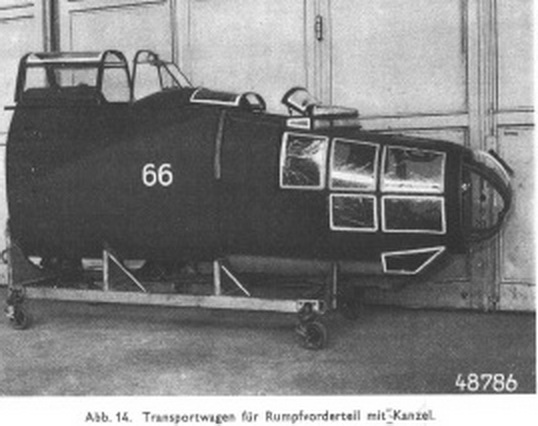 66
48786
Abb. 14. Transportwagen für Rumpfvorderteil mit Kanzel.